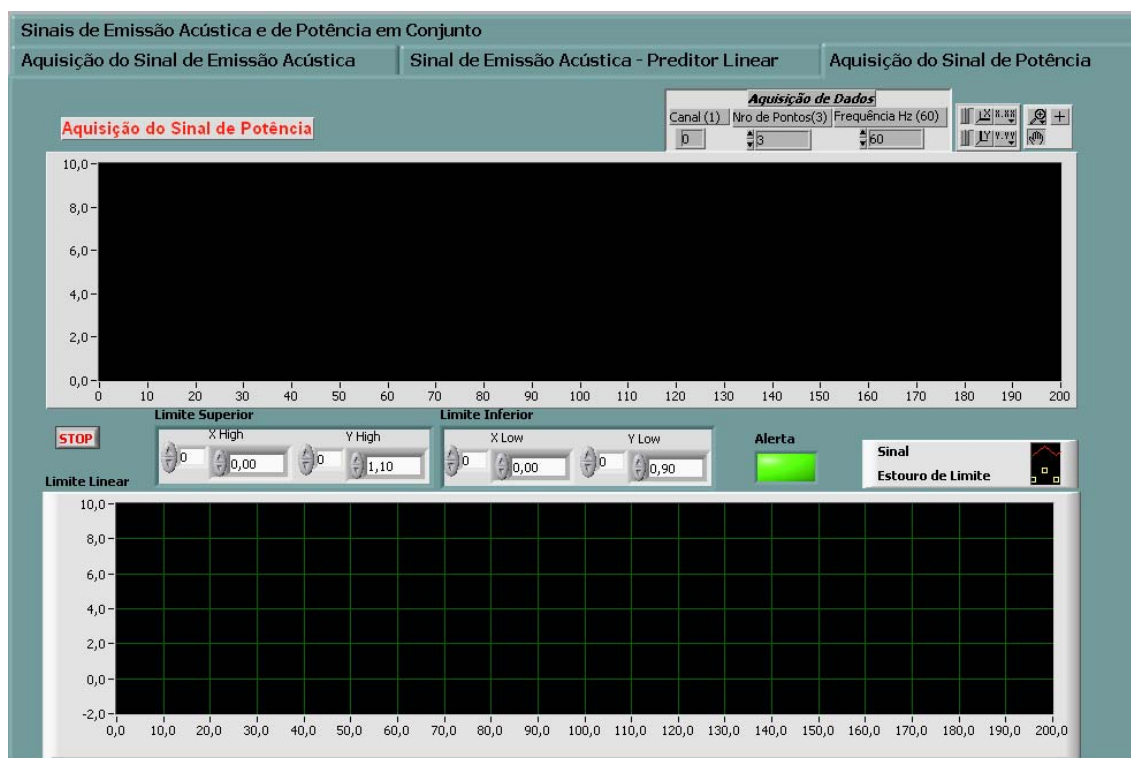 Sinais de Emissão Acústica e de Potência em Conjunto
Aquisição do Sinal de Emissão Acústica
Sinal de Emissão Acústica - Preditor Linear
Aquisição do Sinal de Potência
Aquisição do Sinal de Potência
Aquisição de Dados
Canal (1) Nro de Pontos(3) Frequência Hz (60)
0 3 60
X X.XX
Y Y.YY
10,0
8,0
6,0
4,0
2,0
0,0
0 10 20 30 40 50 60 70 80 90 100 110 120 130 140 150 160 170 180 190 200
STOP
Limite Superior
X High Y High
0 0,00 0 1,10
Limite Inferior
X Low Y Low
0 0,00 0 0,90
Alerta
Sinal
Estouro de Limite
Limite Linear
10,0
8,0
6,0
4,0
2,0
0,0
-2,0
0,0 10,0 20,0 30,0 40,0 50,0 60,0 70,0 80,0 90,0 100,0 110,0 120,0 130,0 140,0 150,0 160,0 170,0 180,0 190,0 200,0